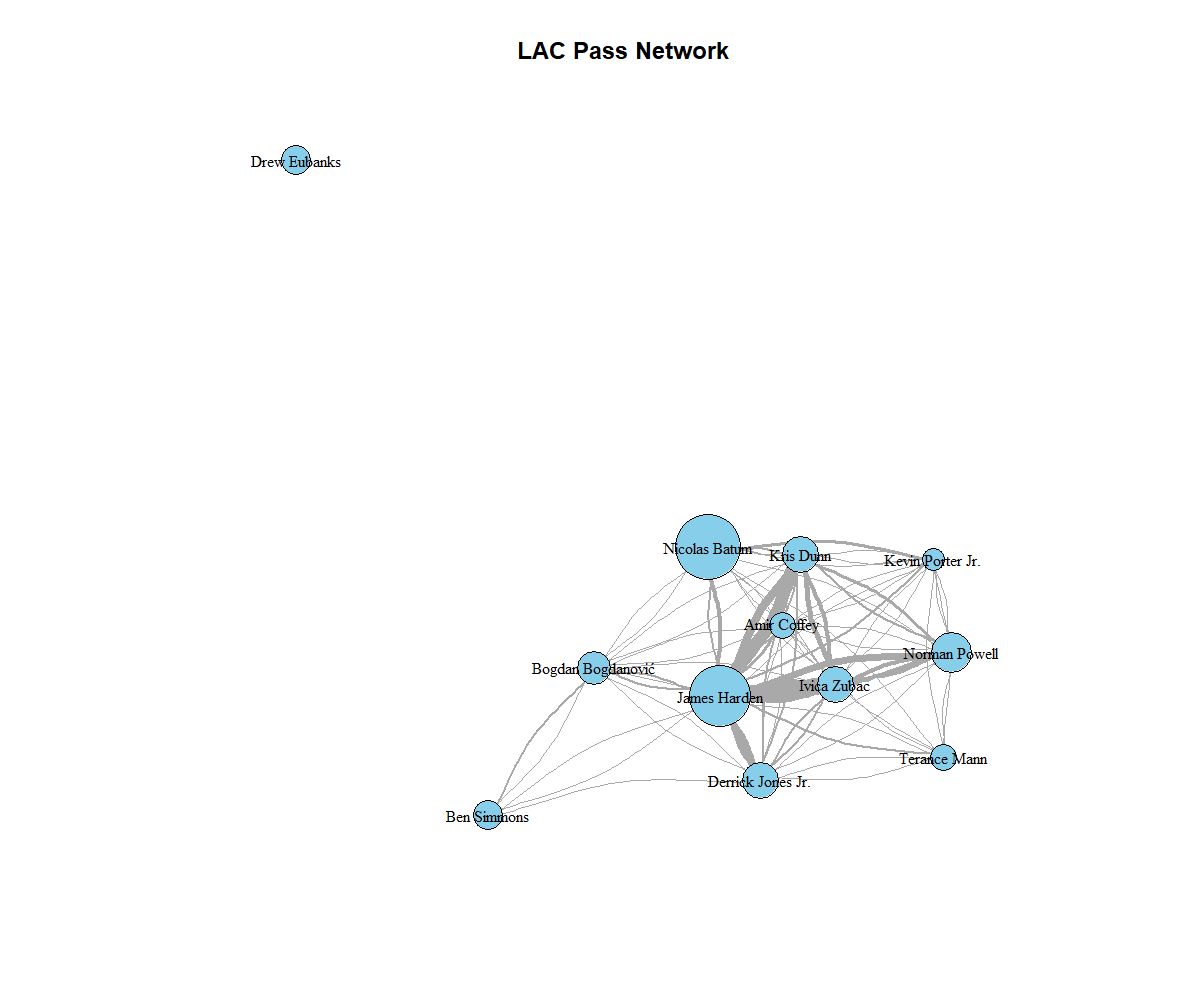 LAC Pass Network
Drew Eubanks
Nicolas Batum
Kris Dunn
Kevin Porter Jr.
Amir Coffey
Norman Powell
Bogdan Bogdanović
Ivica Zubac
James Harden
Terance Mann
Derrick Jones Jr.
Ben Simmons